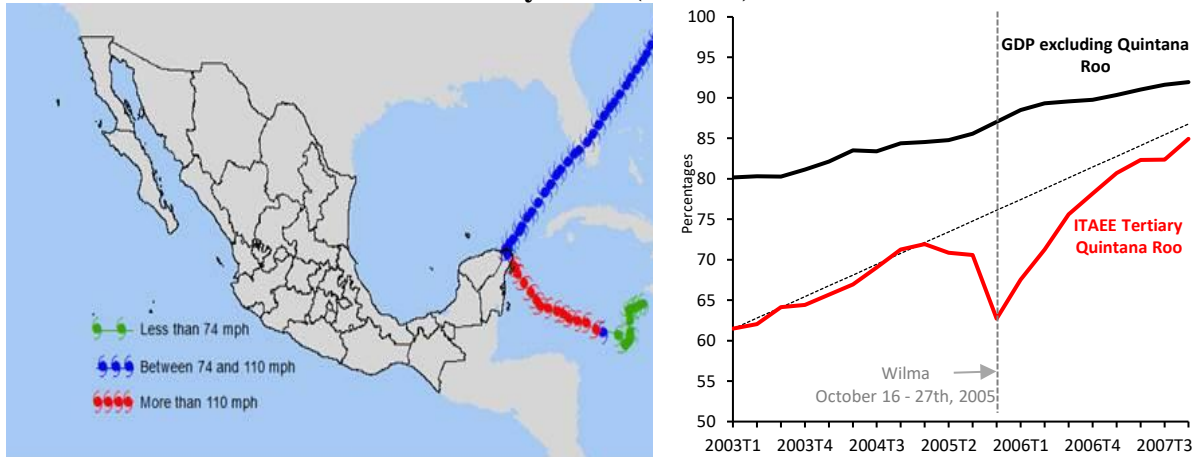 Less than 74 mph
Between 74 and 110 mph
More than 110 mph
100
95
90
85
80
75
70
65
60
55
50
Percentages
GDP excluding Quintana
Roo
ITAEE Tertiary
Quintana Roo
Wilma
October 16 - 27th, 2005
2003T1 2003T4 2004T3 2005T2 2006T1 2006T4 2007T3